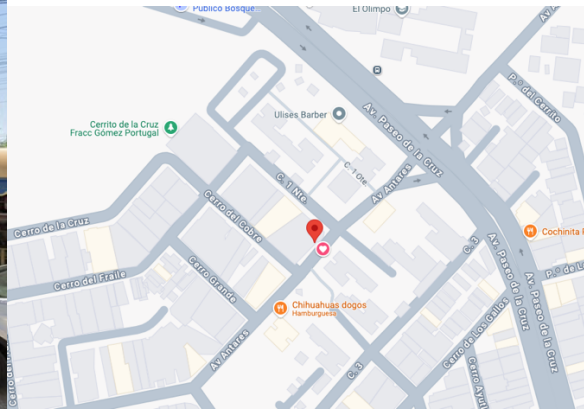 Publico Bosque...
El Olimpo
Av
P.º del Cerrito
Ulises Barber
Av. Paseo de la Cruz
Cerrito de la Cruz
Fracc Gómez Portugal
C. 1 Ote.
C. 1 Nte.
Av Antares
Cerro de la Cruz
Cerro del Cobre
Cochinita
C. 3
Av. Paseo de la Cruz
Cerro del Fraile
Cerro Grande
Chihuahuas dogos
Hamburguesa
Av. Paseo de la Cruz
Cerro de Los Gallos
Av Antares
C. 3